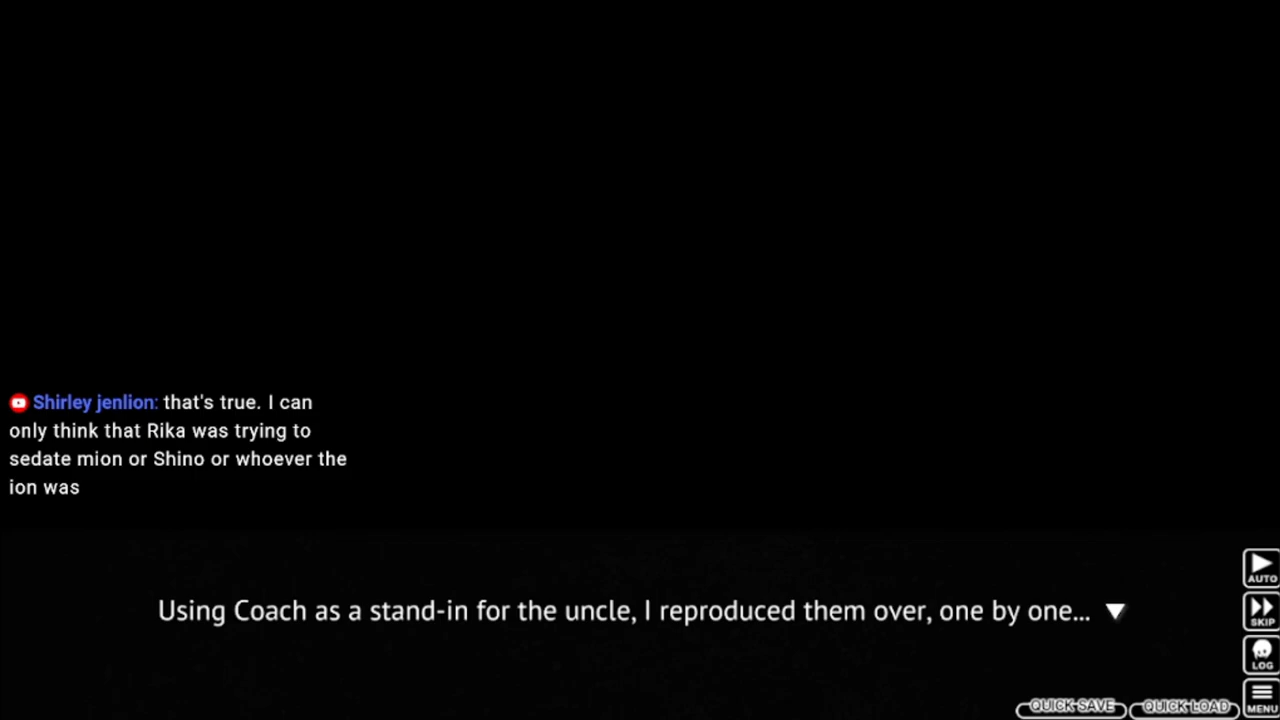 Shirley jenlion: that's true. I can
only think that Rika was trying to
sedate mion or Shino or whoever the
ion was
Using Coach as a stand-in for the uncle, I reproduced them over, one by one...
AUTO
SKIP
LOG
MENU
QUICK SAVE
QUICK LOAD